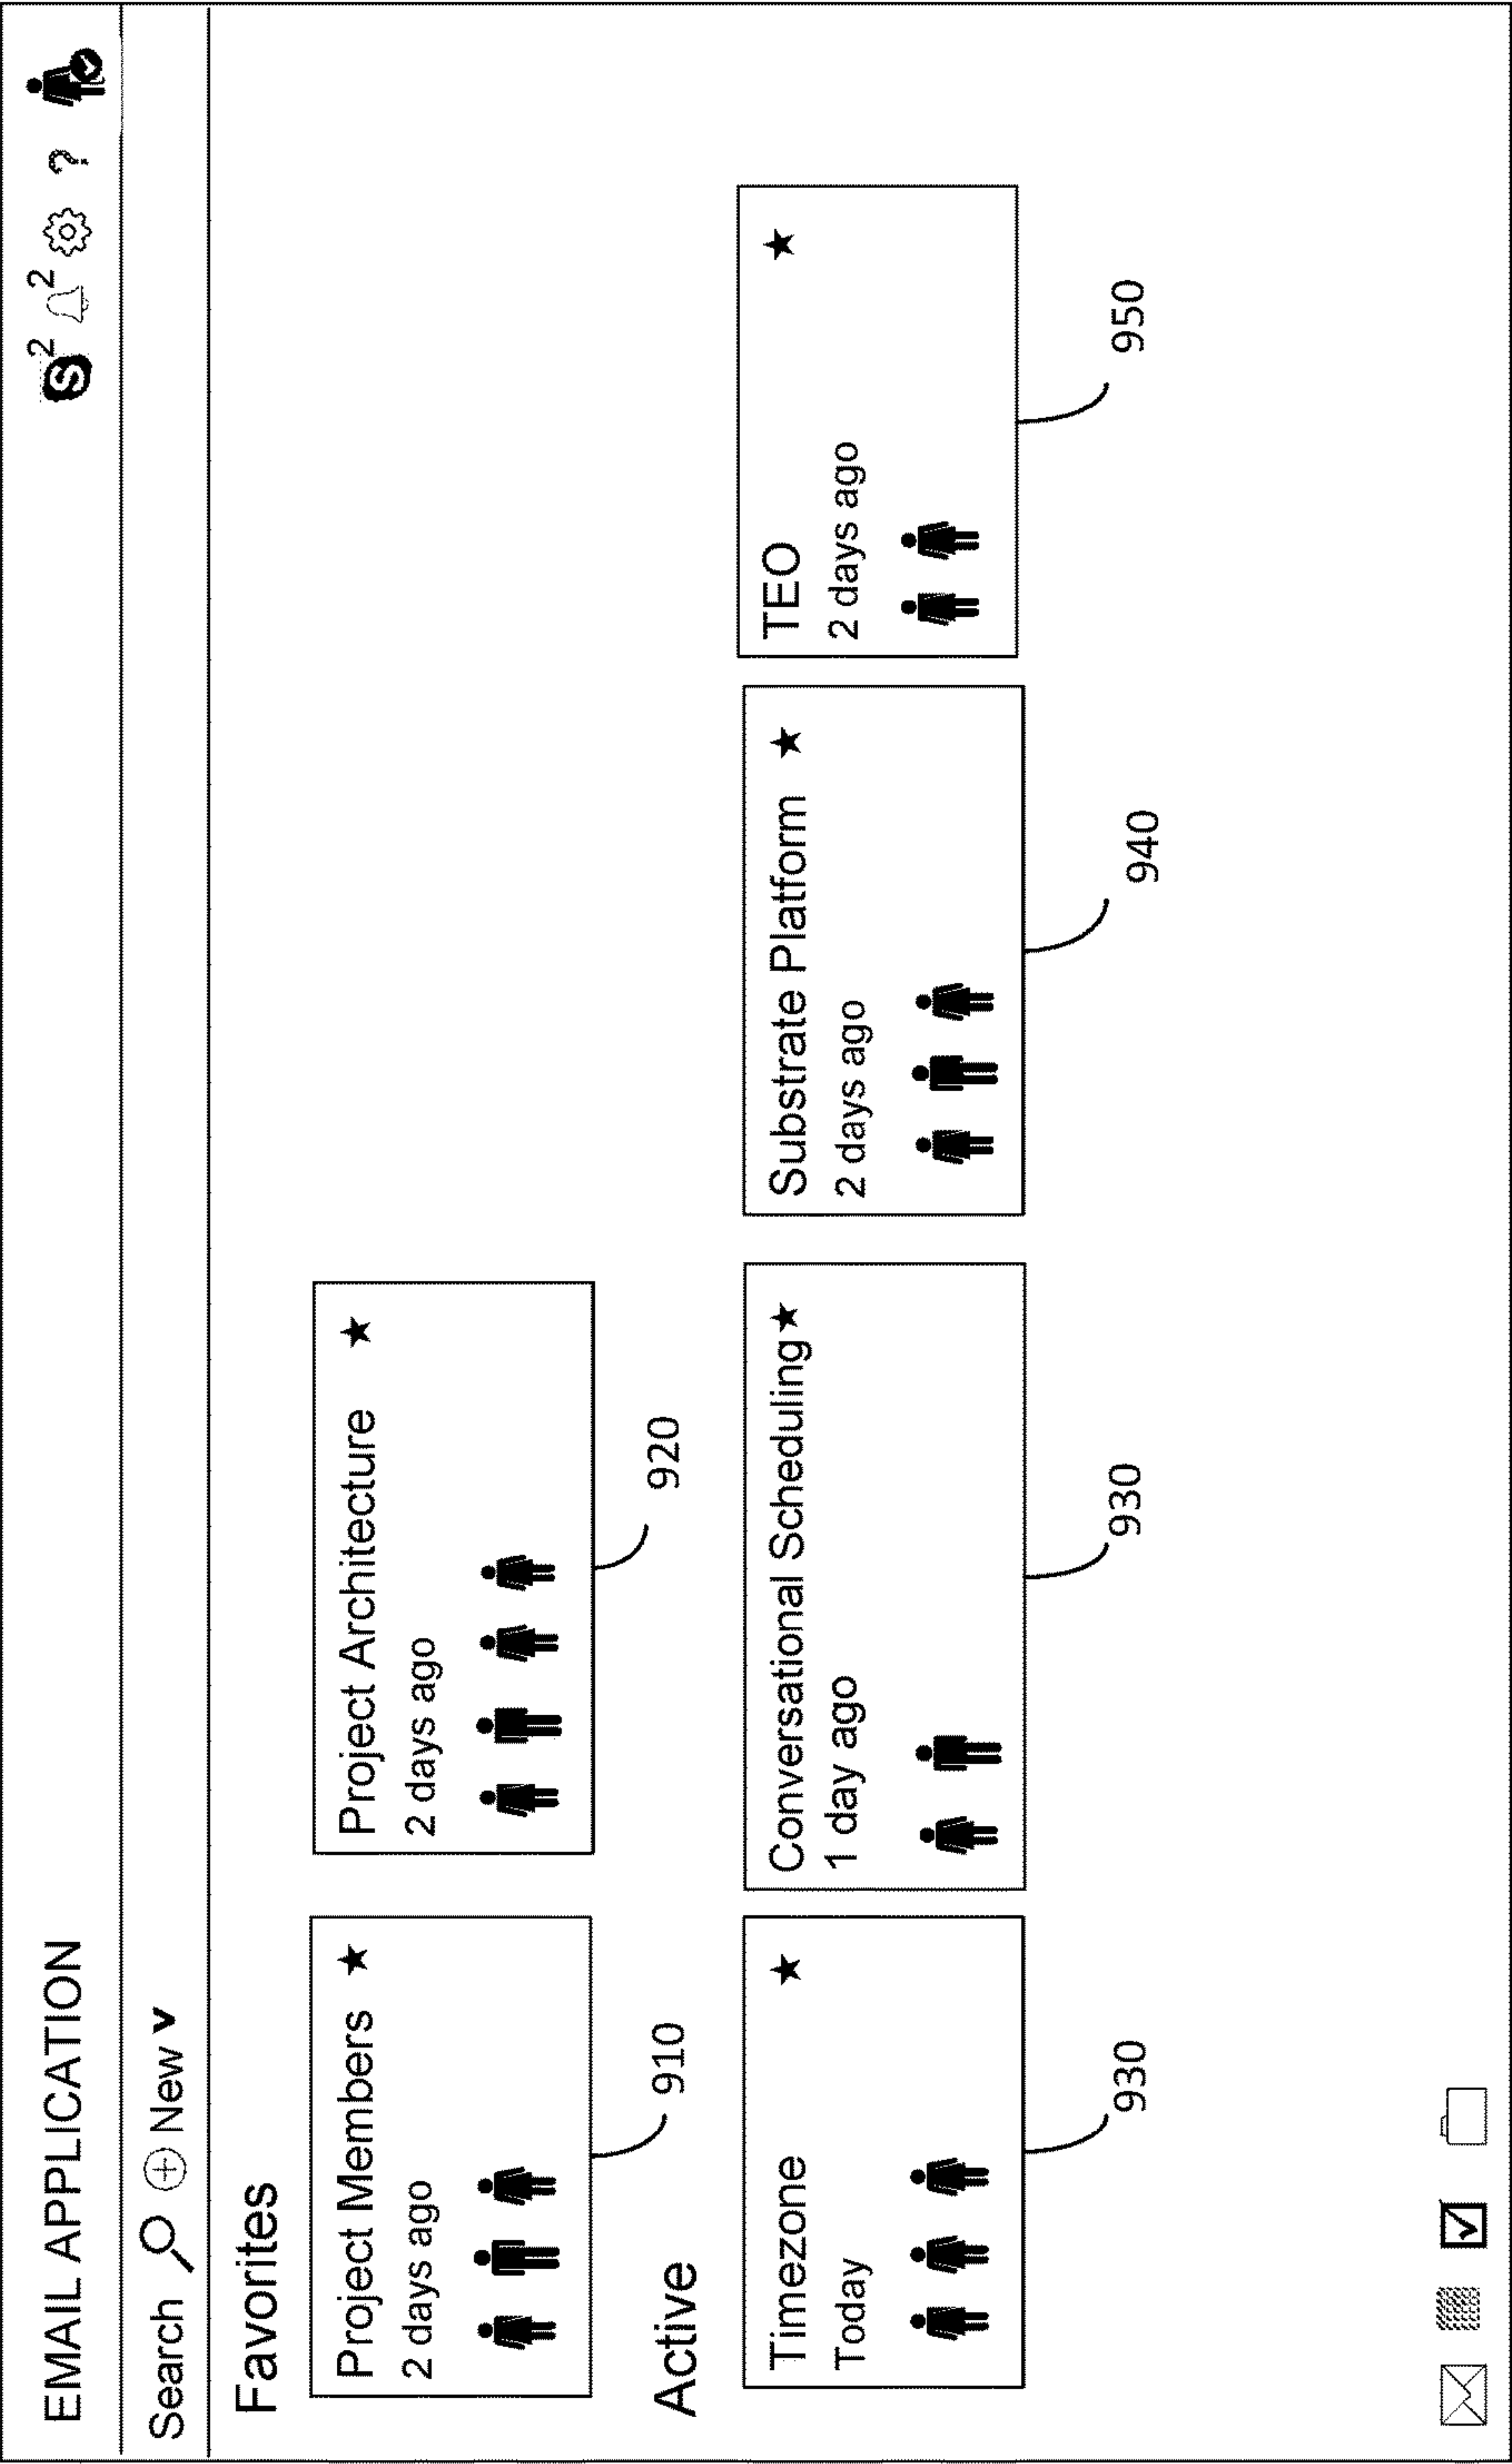 EMAIL APPLICATION
S 2 2 ?
Search New
Favorites
Project Members
2 days ago
910
Project Architecture
2 days ago
920
Active
Timezone
Today
930
Conversational Scheduling
1 day ago
930
Substrate Platform
2 days ago
940
TEO
2 days ago
950